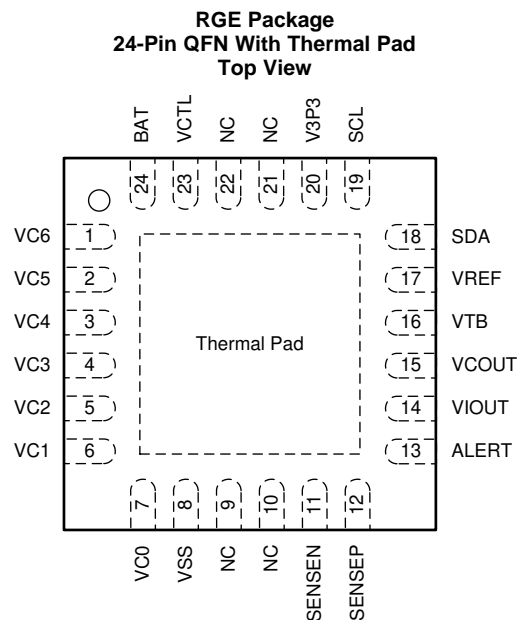 RGE Package
24-Pin QFN With Thermal Pad
Top View
BAT
VCTL
NC
NC
V3P3
SCL
24
23
22
21
20
19
VC6 1
18 SDA
VC5 2
17 VREF
VC4 3
16 VTB
VC3 4
Thermal Pad
15 VCOUT
VC2 5
14 VIOUT
VC1 6
13 ALERT
7
8
9
10
11
12
VC0
VSS
NC
NC
SENSEN
SENSEP